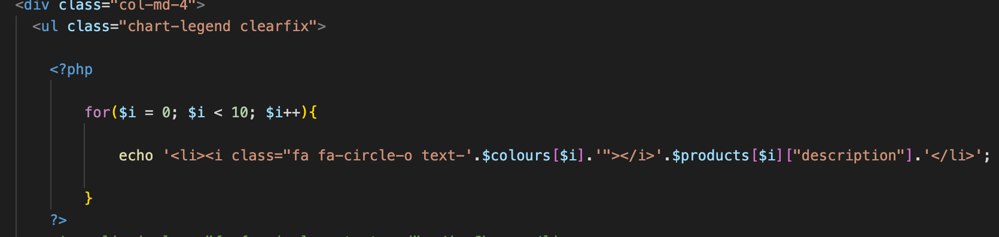 <div class="col-md-4">
<ul class="chart-legend clearfix">
<?php
for($i = 0; $i < 10; $i++){
echo '<li><i class="fa fa-circle-o text-'.$colours[$i].'"></i>'.$products[$i]["description"].'</li>';
}
?>